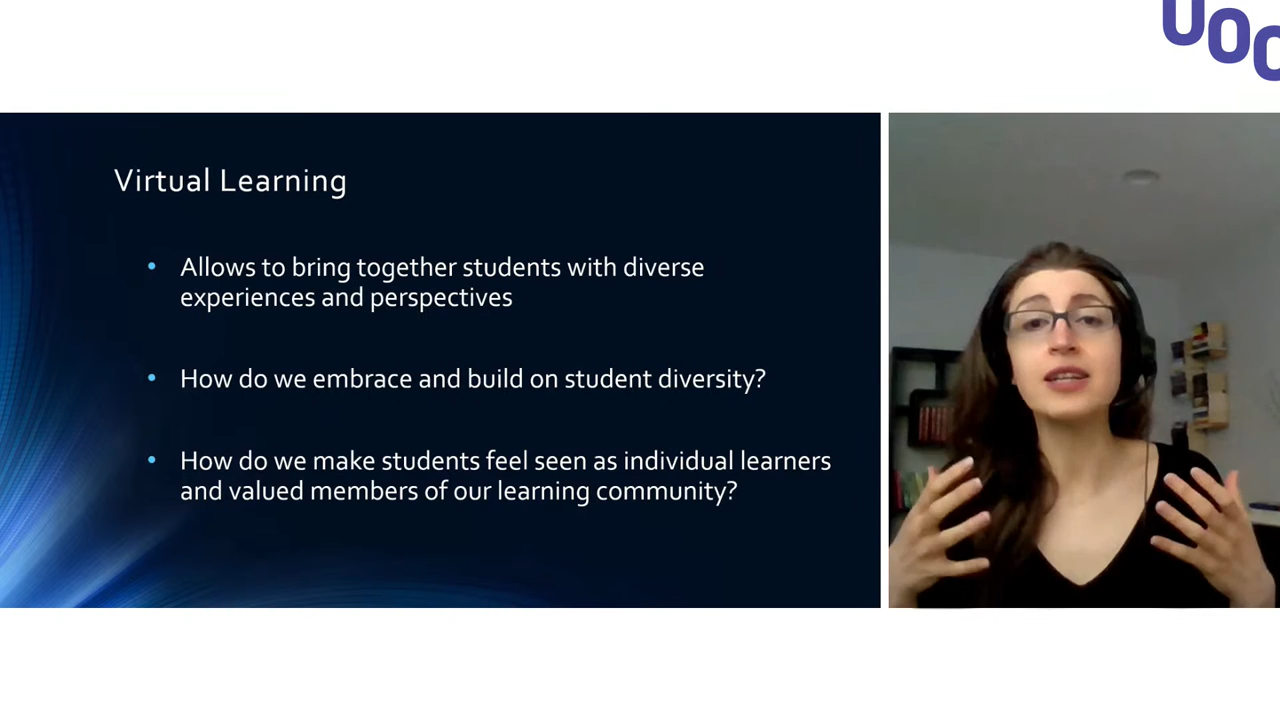 UOC
Virtual Learning
• Allows to bring together students with diverse
experiences and perspectives
• How do we embrace and build on student diversity?
• How do we make students feel seen as individual learners
and valued members of our learning community?